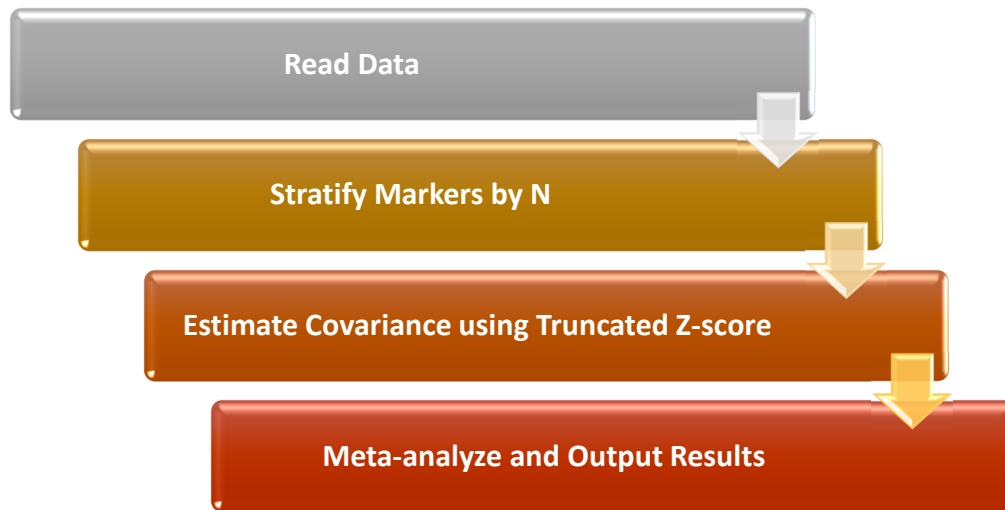 Read Data
Stratify Markers by N
Estimate Covariance using Truncated Z-score
Meta-analyze and Output Results